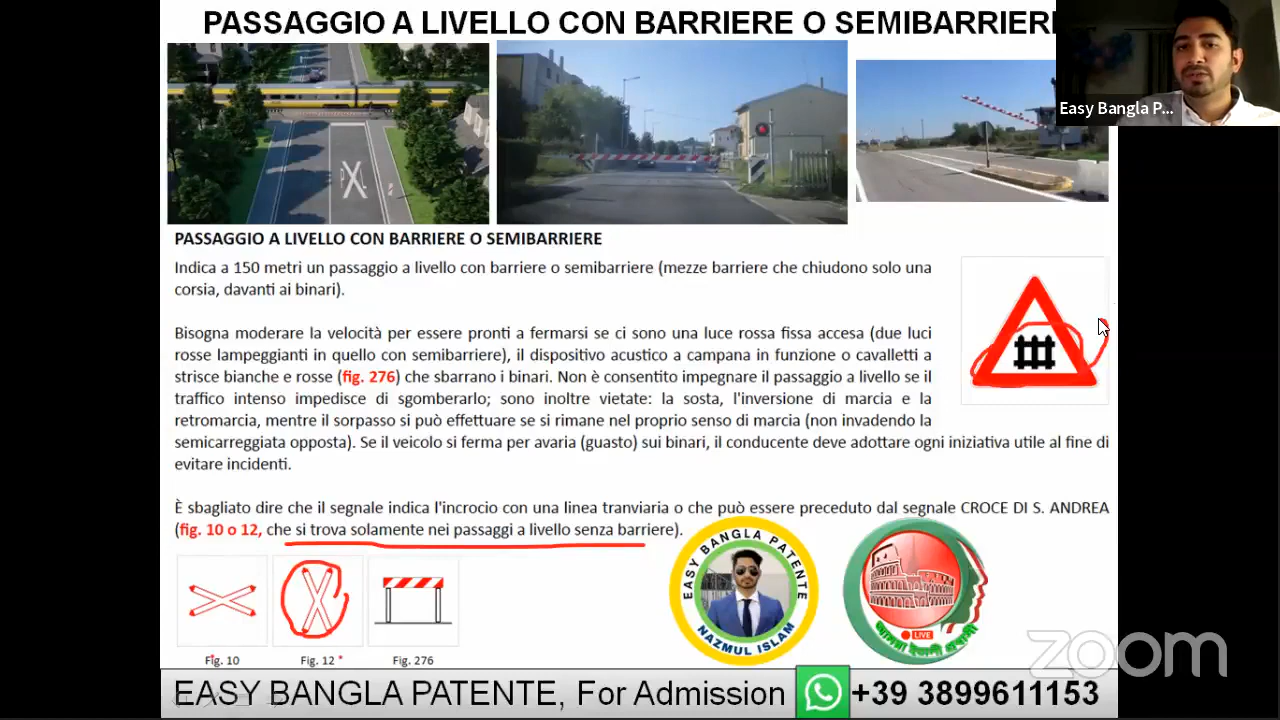 PASSAGGIO A LIVELLO CON BARRIERE O SEMIBARRIERE
Easy Bangla P...
PASSAGGIO A LIVELLO CON BARRIERE O SEMIBARRIERE
Indica a 150 metri un passaggio a livello con barriere o semibarriere (mezze barriere che chiudono solo una
corsia, davanti ai binari).
Bisogna moderare la velocità per essere pronti a fermarsi se ci sono una luce rossa fissa accesa (due luci
rosse lampeggianti in quello con semibarriere), il dispositivo acustico a campana in funzione o cavalletti a
strisce bianche e rosse (fig. 276) che sbarrano i binari. Non è consentito impegnare il passaggio a livello se il
traffico intenso impedisce di sgomberarlo; sono inoltre vietate: la sosta, l'inversione di marcia e la
retromarcia, mentre il sorpasso si può effettuare se si rimane nel proprio senso di marcia (non invadendo la
semicarreggiata opposta). Se il veicolo si ferma per avaria (guasto) sui binari, il conducente deve adottare ogni iniziativa utile al fine di
evitare incidenti.
È sbagliato dire che il segnale indica l'incrocio con una linea tranviaria o che può essere preceduto dal segnale CROCE DI S. ANDREA
(fig. 10 o 12, che si trova solamente nei passaggi a livello senza barriere).
EASY BANGLA PATENTE
NAZMUL ISLAM
LIVE
Fig. 10
Fig. 12
Fig. 276
zoom
EASY BANGLA PATENTE, For Admission
+39 3899611153